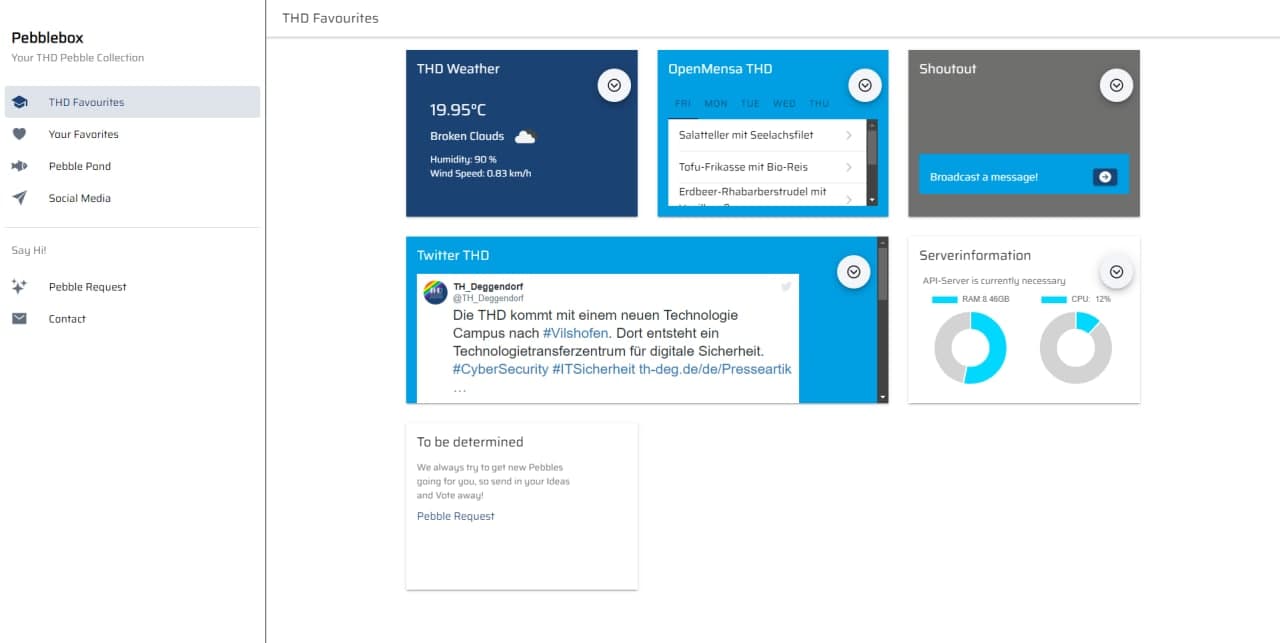 Pebblebox
Your THD Pebble Collection
THD Favourites
Your Favorites
Pebble Pond
Social Media
Say Hi!
Pebble Request
Contact
THD Favourites
THD Weather
19.95°C
Broken Clouds
Humidity: 90 %
Wind Speed: 0.83 km/h
OpenMensa THD
FRI MON TUE WED THU
Salatteller mit Seelachsfilet
Tofu-Frikasse mit Bio-Reis
Erdbeer-Rhabarberstrudel mit
Shoutout
Broadcast a message!
Twitter THD
TH_Deggendorf
@TH_Deggendorf
Die THD kommt mit einem neuen Technologie
Campus nach #Vilshofen. Dort entsteht ein
Technologietransferzentrum für digitale Sicherheit.
#CyberSecurity #ITSicherheit th-deg.de/de/Presseartik
…
Serverinformation
API-Server is currently necessary
RAM 8.46GB
CPU: 12%
To be determined
We always try to get new Pebbles
going for you, so send in your Ideas
and Vote away!
Pebble Request